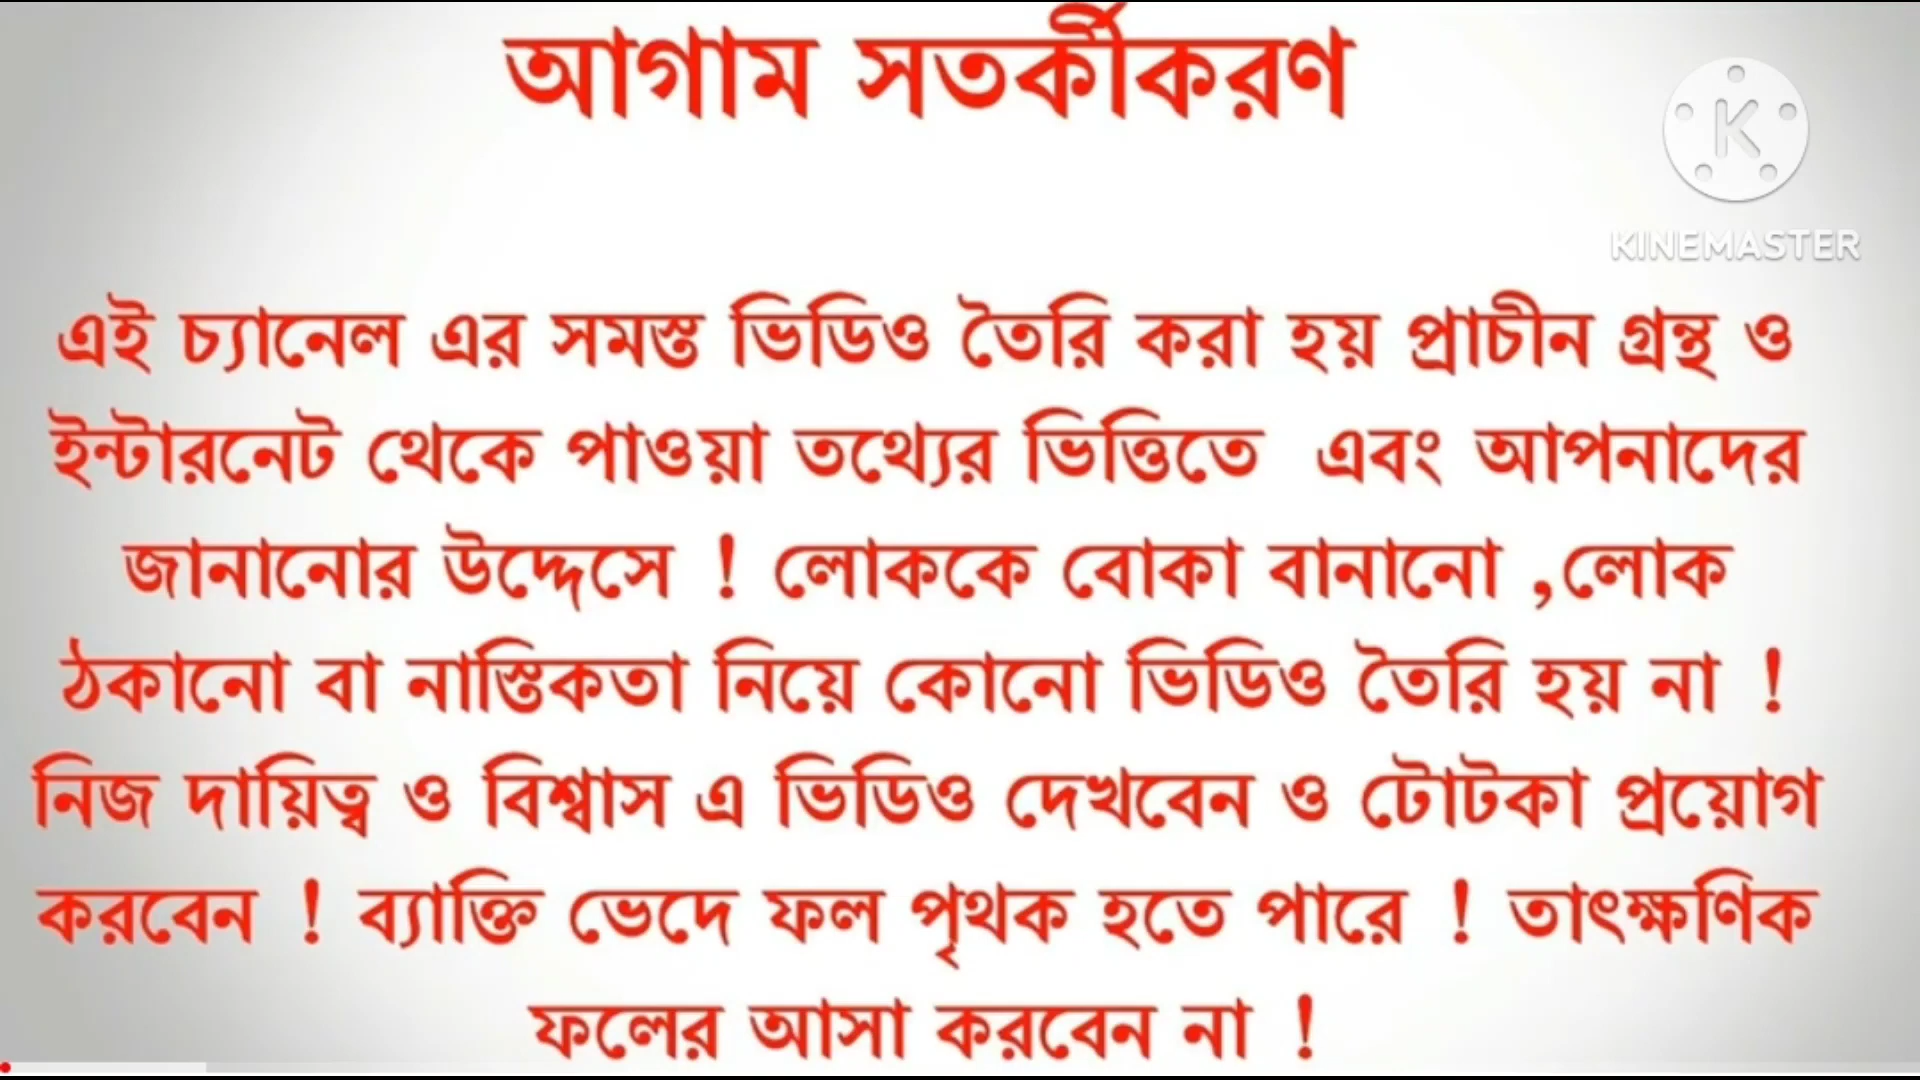 আগাম সতর্কীকরণ
KINEMASTER
এই চ্যানেল এর সমস্ত ভিডিও তৈরি করা হয় প্রাচীন গ্রন্থ ও
ইন্টারনেট থেকে পাওয়া তথ্যের ভিত্তিতে এবং আপনাদের
জানানোর উদ্দেসে ! লোককে বোকা বানানো ,লোক
ঠকানো বা নাস্তিকতা নিয়ে কোনো ভিডিও তৈরি হয় না !
নিজ দায়িত্ব ও বিশ্বাস এ ভিডিও দেখবেন ও টোটকা প্রয়োগ
করবেন ! ব্যাক্তি ভেদে ফল পৃথক হতে পারে ! তাৎক্ষণিক
ফলের আসা করবেন না !